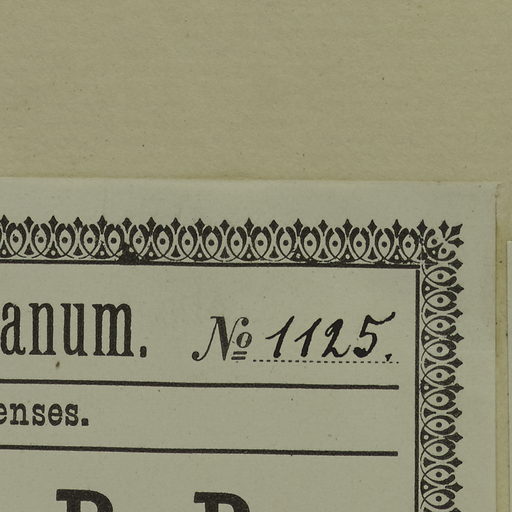 anum. № 1125.
enses.